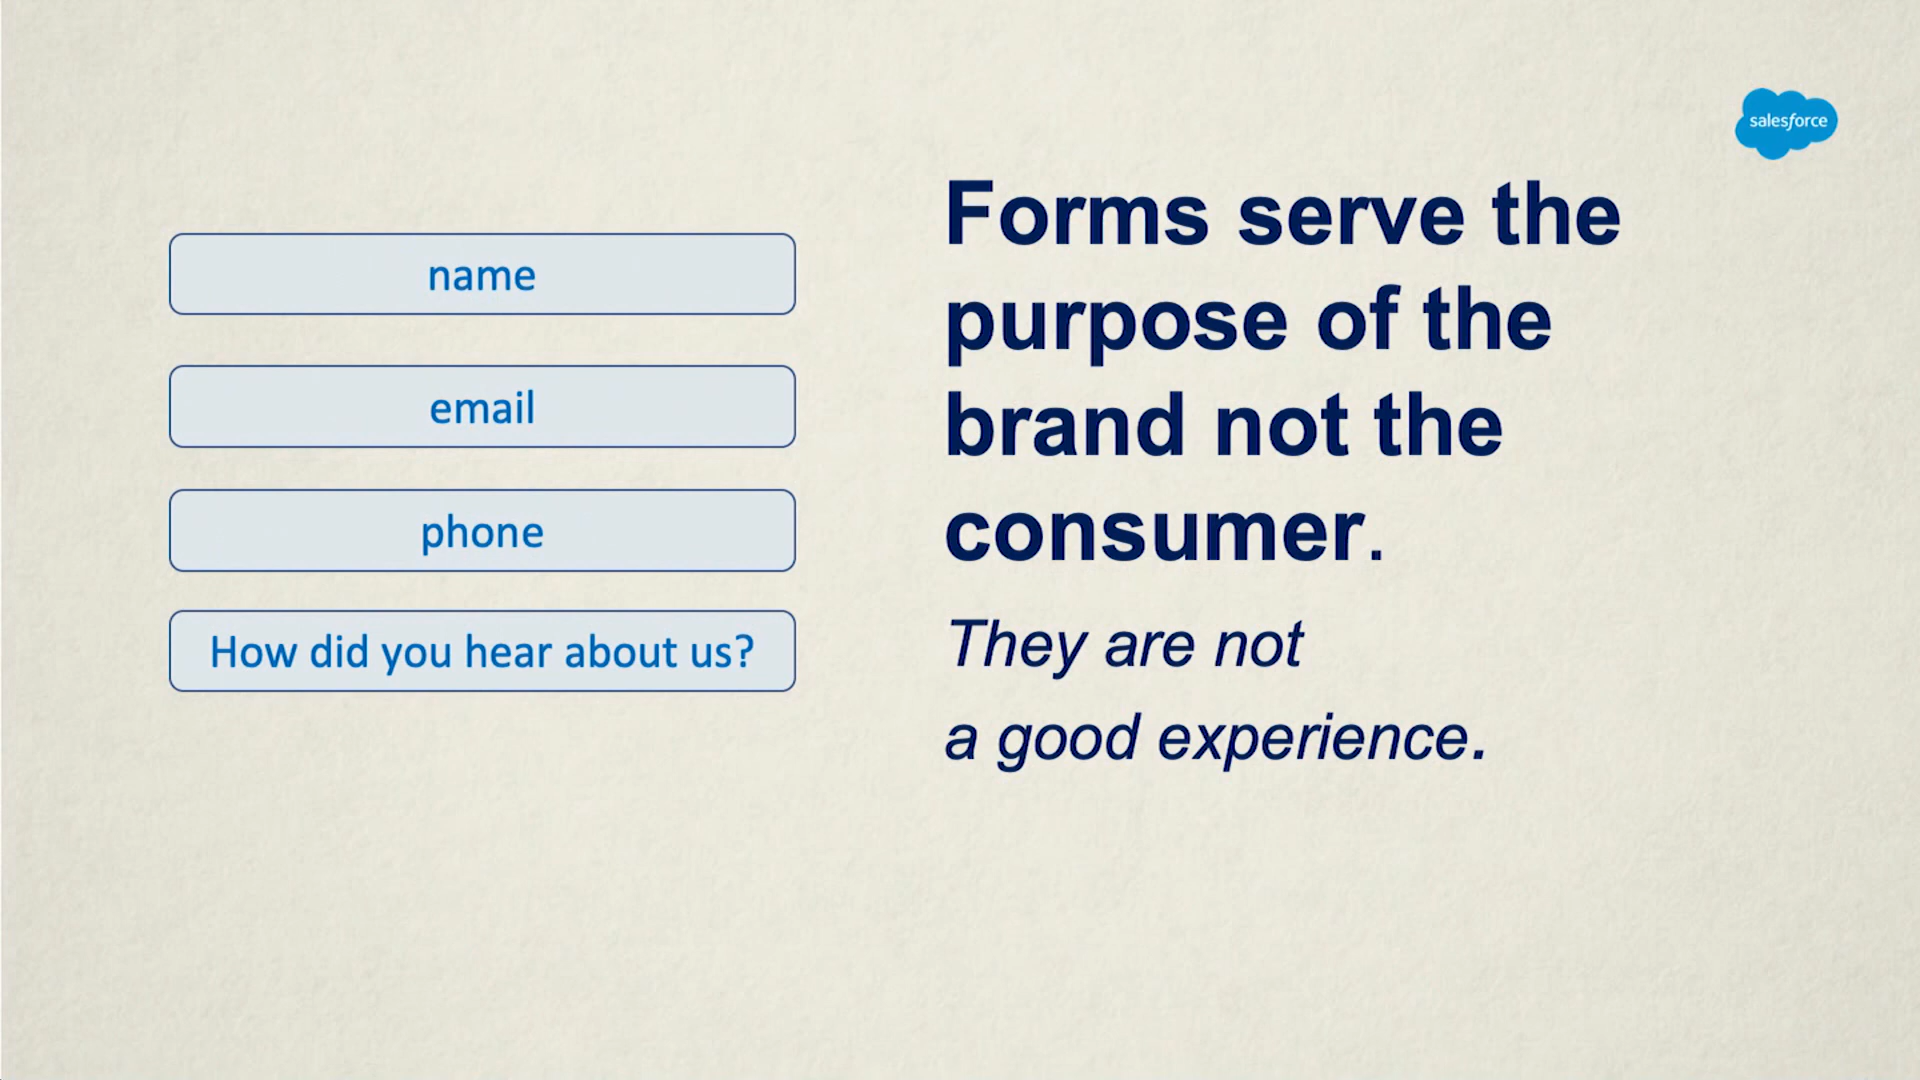 salesforce
name
email
phone
How did you hear about us?
Forms serve the
purpose of the
brand not the
consumer.
They are not
a good experience.